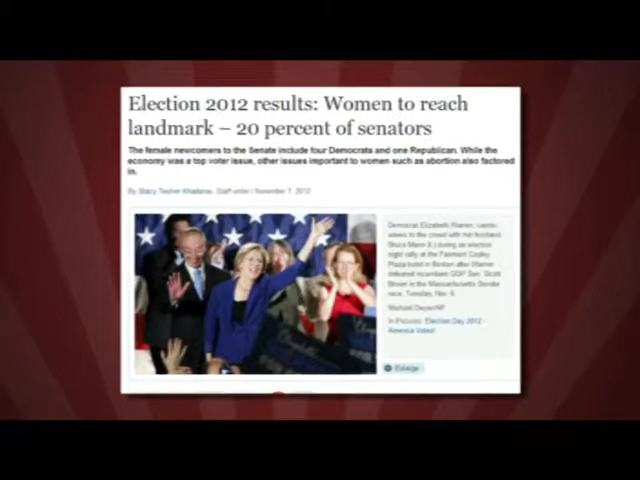 Election 2012 results: Women to reach
landmark – 20 percent of senators
The female newcomers to the Senate include four Democrats and one Republican. While the
economy was a top voter issue, other issues important to women such as abortion also factored
in.
By Stacy Teicher Khadaroo, Staff writer / November 7, 2012
Democrat Elizabeth Warren, center,
waves to the crowd with her husband
Bruce Mann (l.) during an election
night rally at the Fairmont Copley
Plaza hotel in Boston after Warren
defeated incumbent GOP Sen. Scott
Brown in the Massachusetts Senate
race, Tuesday, Nov. 6.
In Pictures: Election Day 2012 -
America Votes!
Enlarge